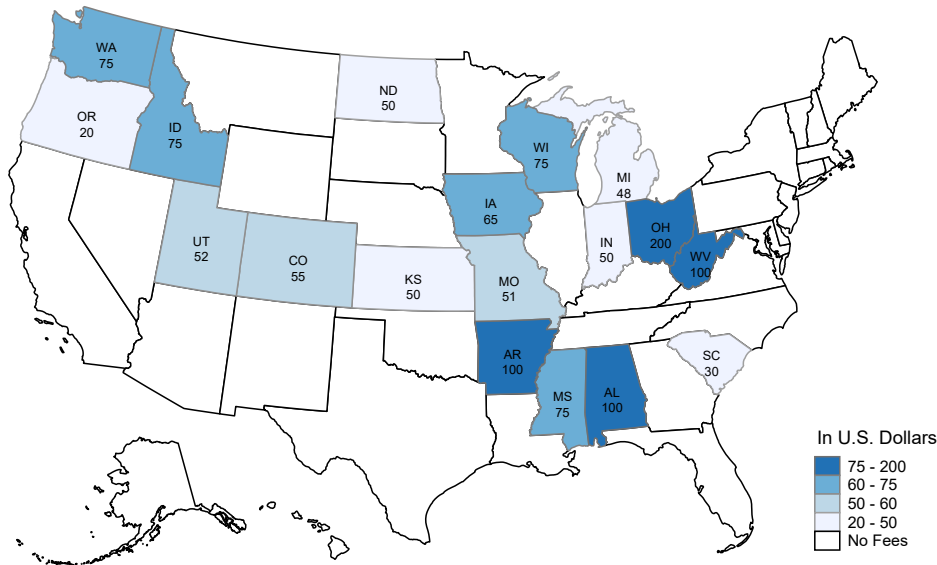 WA
75
OR
20
ID
75
ND
50
WI
75
MI
48
IA
65
UT
52
CO
55
KS
50
MO
51
IN
50
OH
200
WV
100
AR
100
MS
75
AL
100
SC
30
In U.S. Dollars
75 - 200
60 - 75
50 - 60
20 - 50
No Fees